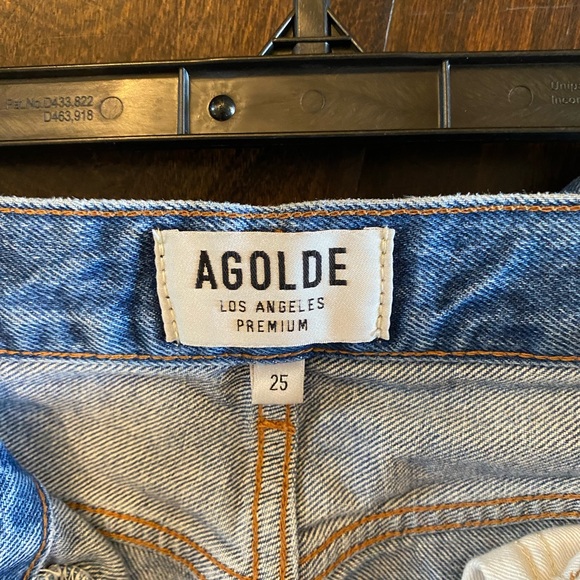 Pat.No.D433,822
D463,918
AGOLDE
LOS ANGELES
PREMIUM
25